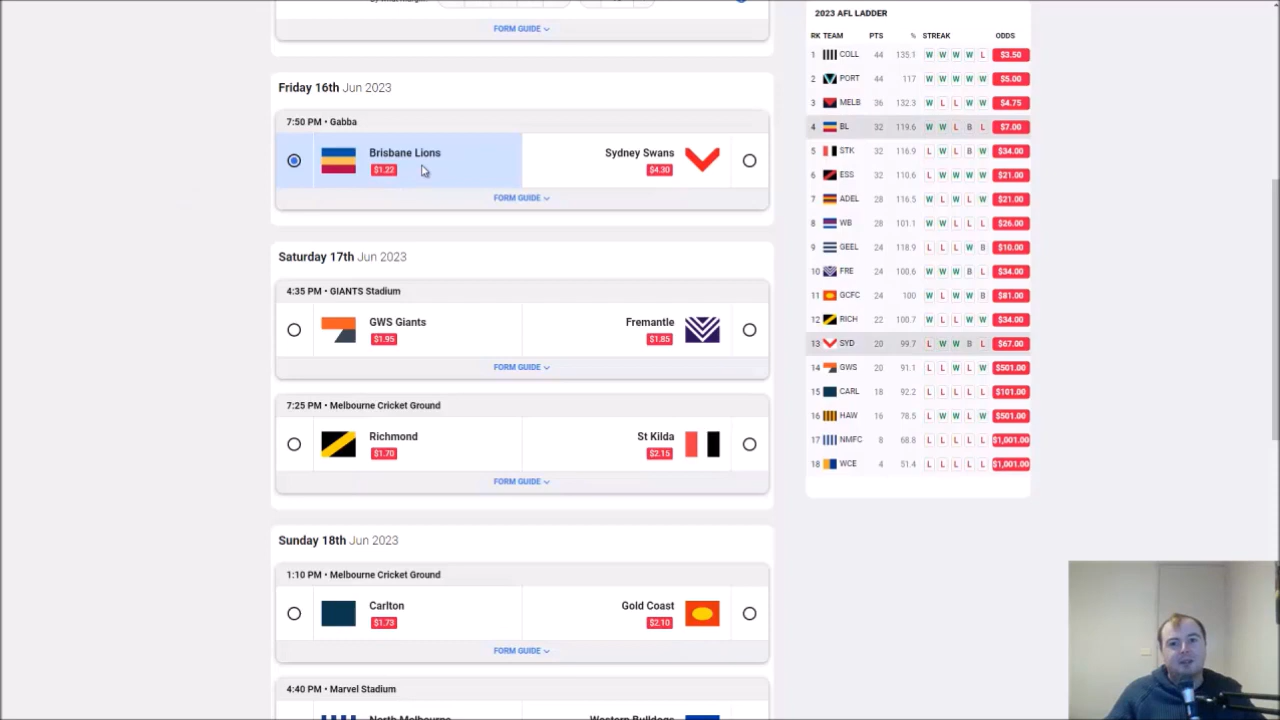 FORM GUIDE
Friday 16th Jun 2023
7:50 PM • Gabba
Brisbane Lions
$1.22
Sydney Swans
$4.30
FORM GUIDE
Saturday 17th Jun 2023
PM • GIANTS Stadium
GWS Giants
$1.95
Fremantle
$1.85
FORM GUIDE
PM • Melbourne Cricket Ground
Richmond
$1.70
St Kilda
$2.15
FORM GUIDE
Sunday 18th Jun 2023
1:10 PM • Melbourne Cricket Ground
Carlton
$1.73
Gold Coast
$2.10
FORM GUIDE
4:40 PM • Marvel Stadium
North Melbourne
Western Bulldogs
2023 AFL LADDER
RK TEAM PTS % STREAK ODDS
1 COLL 44 135.1 W W W W L $3.50
2 PORT 44 117 W W W W W $5.00
3 MELB 36 132.3 W L L W W $4.75
4 BL 32 119.6 W W L B L $7.00
5 STK 32 116.9 L W L B W $34.00
6 ESS 32 110.6 L W W W W $21.00
7 ADEL 28 116.5 W L W L W $21.00
8 WB 28 101.1 W W L L L $26.00
9 GEEL 24 118.9 L L L W B $10.00
10 FRE 24 100.6 W W W B L $34.00
11 GCFC 24 100 W L W W B $81.00
12 RICH 22 100.7 W L L W W $34.00
13 SYD 20 99.7 L W W B L $67.00
14 GWS 20 91.1 L L W L W $501.00
15 CARL 18 92.2 L L L L L $101.00
16 HAW 16 78.5 L W W L W $501.00
17 NMFC 8 68.8 L L L L L $1,001.00
18 WCE 4 51.4 L L L L L $1,001.00